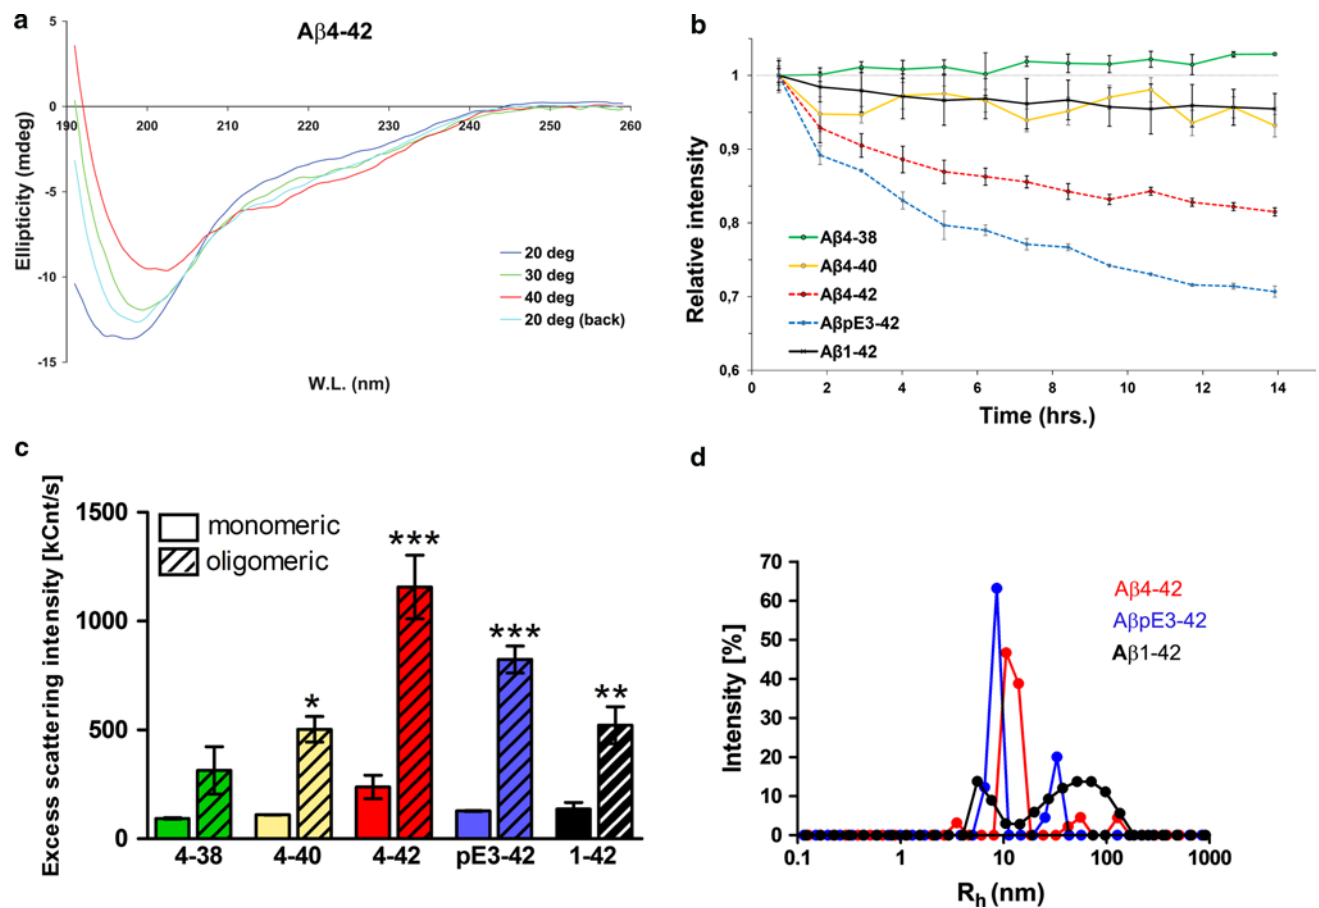 a
Aβ4-42
5
0
-5
-10
-15
190 200 210 220 230 240 250 260
Ellipticity (mdeg)
W.L. (nm)
20 deg
30 deg
40 deg
20 deg (back)
b
1
0,9
0,8
0,7
0,6
0 2 4 6 8 10 12 14
Relative intensity
Time (hrs.)
Aβ4-38
Aβ4-40
Aβ4-42
AβpE3-42
Aβ1-42
c
1500
1000
500
0
Excess scattering intensity [kCnt/s]
monomeric
oligomeric
*
***
***
**
4-38 4-40 4-42 pE3-42 1-42
d
70
60
50
40
30
20
10
0
0.1 1 10 100 1000
Intensity [%]
Rh (nm)
Aβ4-42
AβpE3-42
Aβ1-42